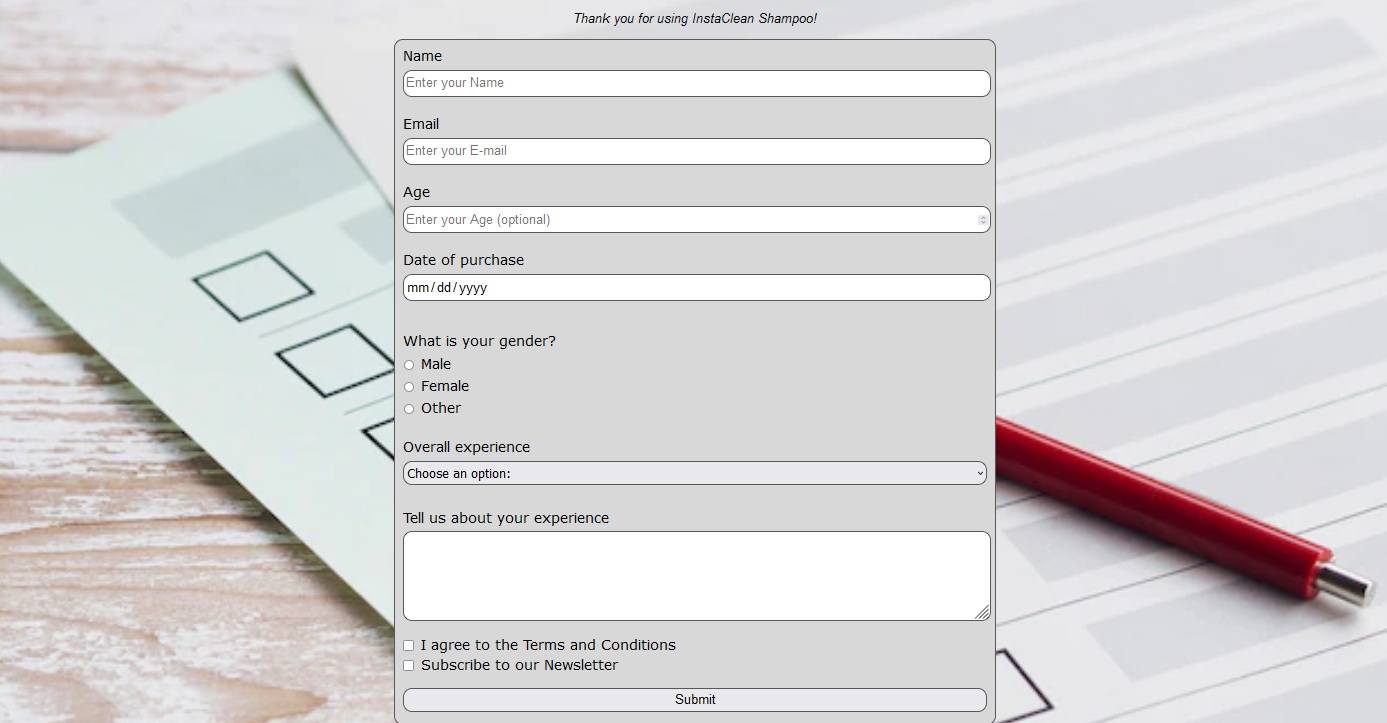 Thank you for using InstaClean Shampoo!
Name
Enter your Name
Email
Enter your E-mail
Age
Enter your Age (optional)
Date of purchase
mm/dd/yyyy
What is your gender?
Male
Female
Other
Overall experience
Choose an option:
Tell us about your experience
I agree to the Terms and Conditions
Subscribe to our Newsletter
Submit